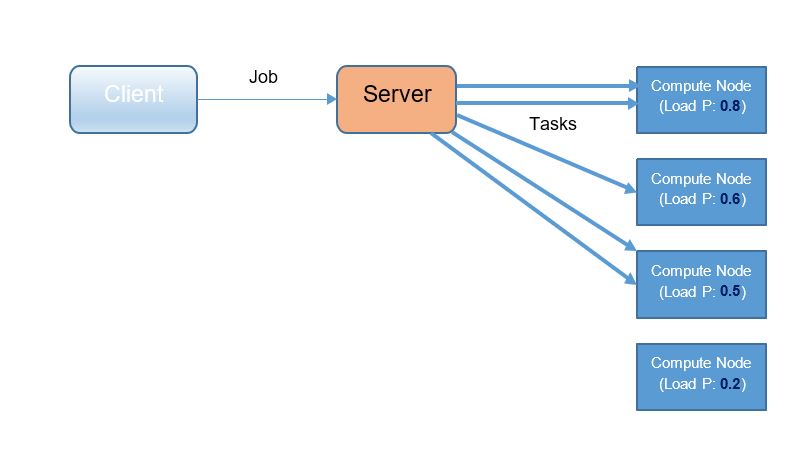 Client
Job
Server
Tasks
Compute Node
(Load P: 0.8)
Compute Node
(Load P: 0.6)
Compute Node
(Load P: 0.5)
Compute Node
(Load P: 0.2)